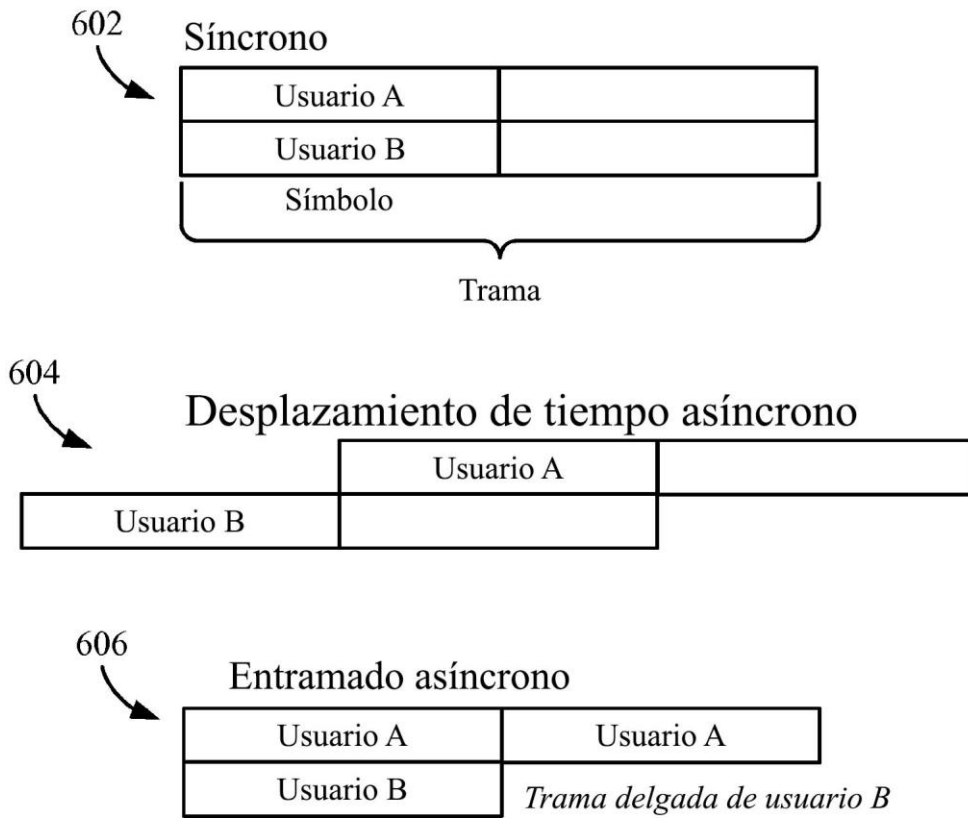 602
Síncrono
Usuario A
Usuario B
Símbolo
Trama
604
Desplazamiento de tiempo asíncrono
Usuario A
Usuario B
606
Entramado asíncrono
Usuario A Usuario A
Usuario B Trama delgada de usuario B